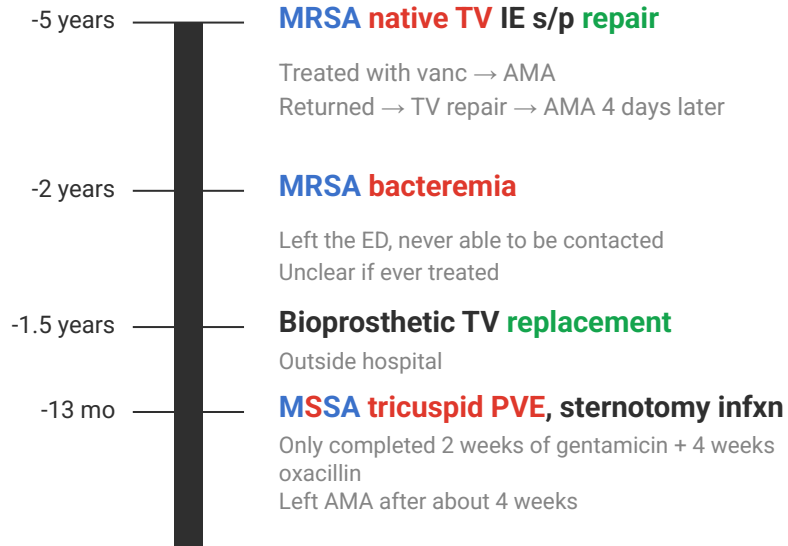 -5 years
MRSA native TV IE s/p repair
Treated with vanc → AMA
Returned → TV repair → AMA 4 days later
-2 years
MRSA bacteremia
Left the ED, never able to be contacted
Unclear if ever treated
-1.5 years
Bioprosthetic TV replacement
Outside hospital
-13 mo
MSSA tricuspid PVE, sternotomy infxn
Only completed 2 weeks of gentamicin + 4 weeks
oxacillin
Left AMA after about 4 weeks